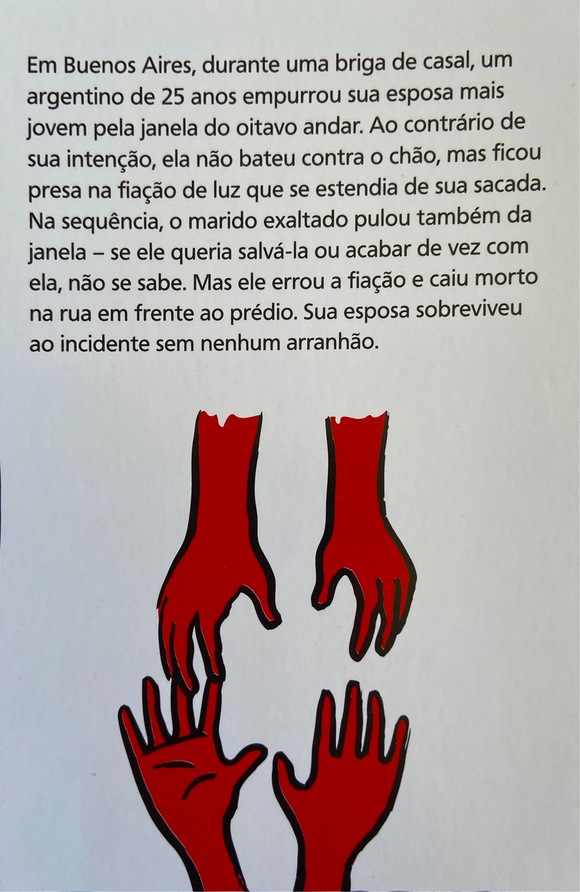 Em Buenos Aires, durante uma briga de casal, um
argentino de 25 anos empurrou sua esposa mais
jovem pela janela do oitavo andar. Ao contrário de
sua intenção, ela não bateu contra o chão, mas ficou
presa na fiação de luz que se estendia de sua sacada.
Na sequência, o marido exaltado pulou também da
janela – se ele queria salvá-la ou acabar de vez com
ela, não se sabe. Mas ele errou a fiação e caiu morto
na rua em frente ao prédio. Sua esposa sobreviveu
ao incidente sem nenhum arranhão.